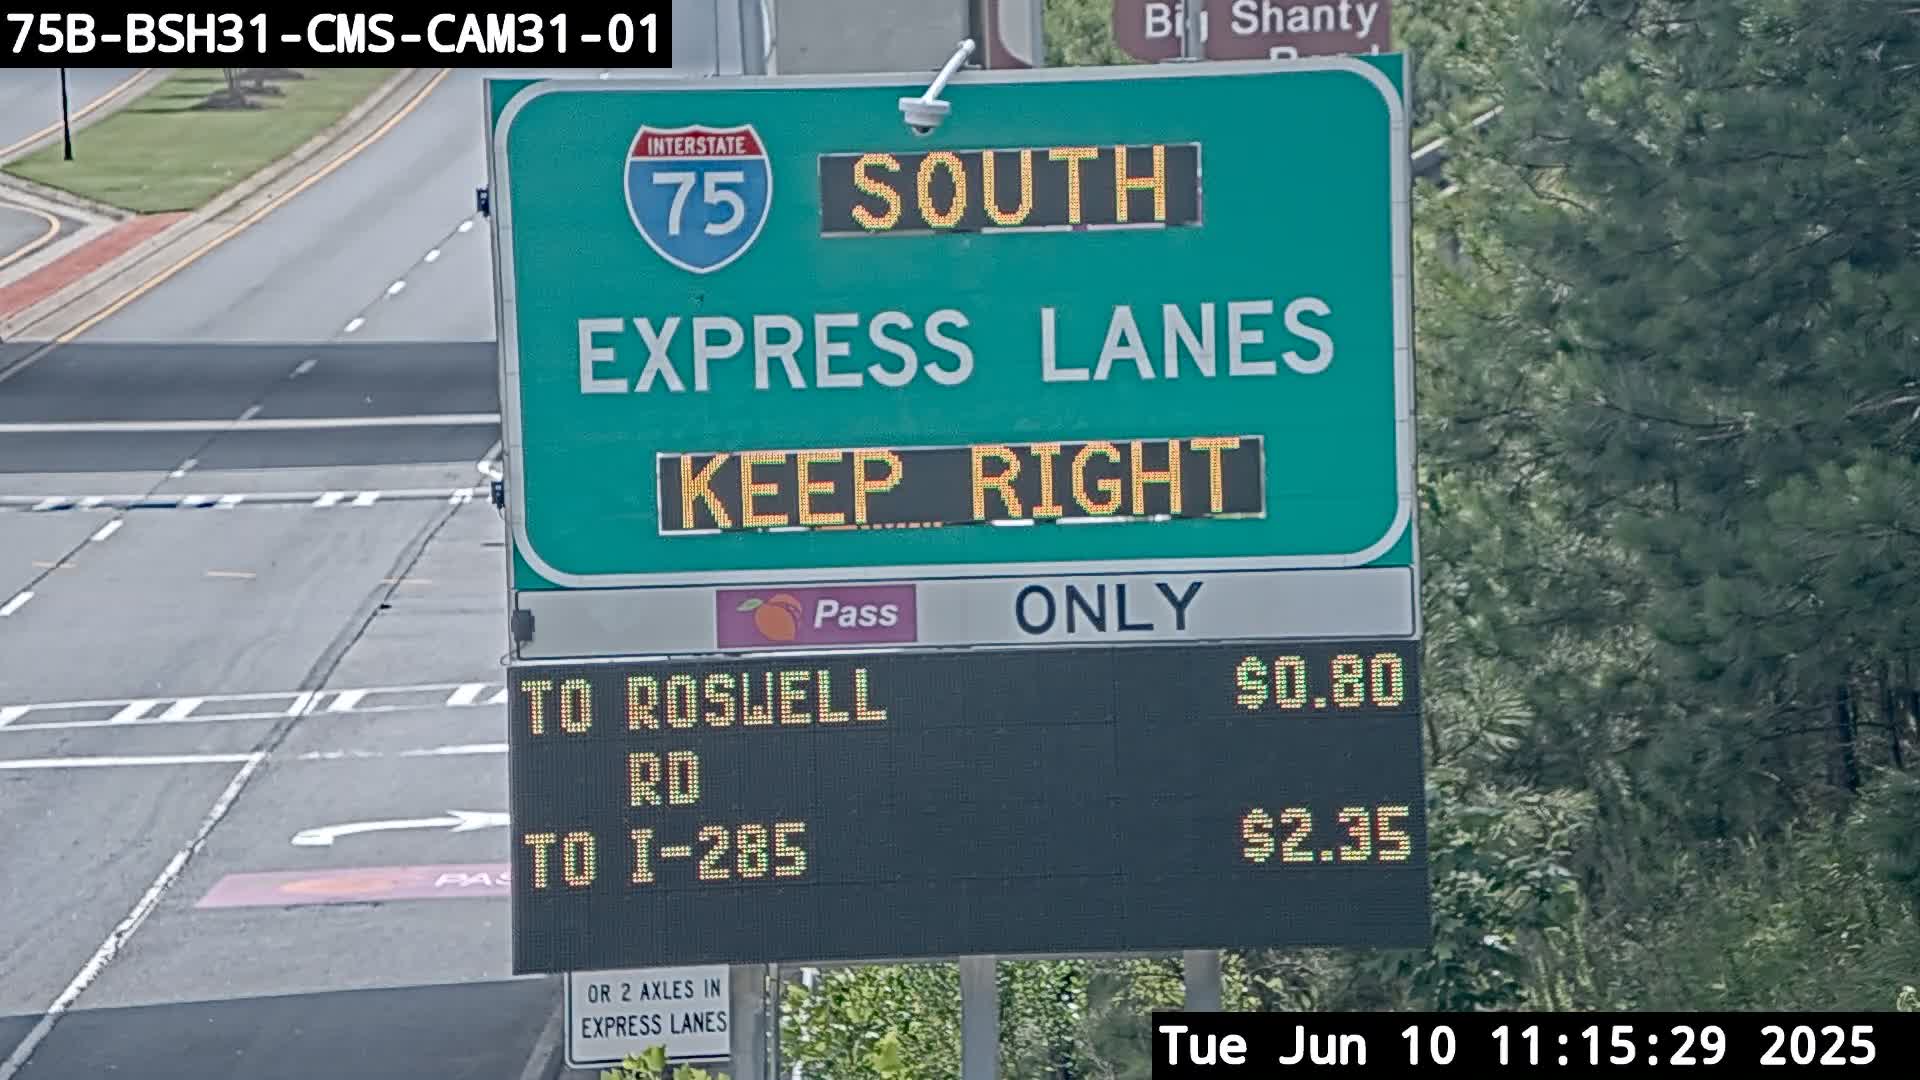 75B-BSH31-CMS-CAM31-01
Big Shanty
INTERSTATE
75
SOUTH
EXPRESS LANES
KEEP RIGHT
Pass ONLY
TO ROSWELL $0.80
RD
TO I-285 $2.35
OR 2 AXLES IN
EXPRESS LANES
Tue Jun 10 11:15:29 2025